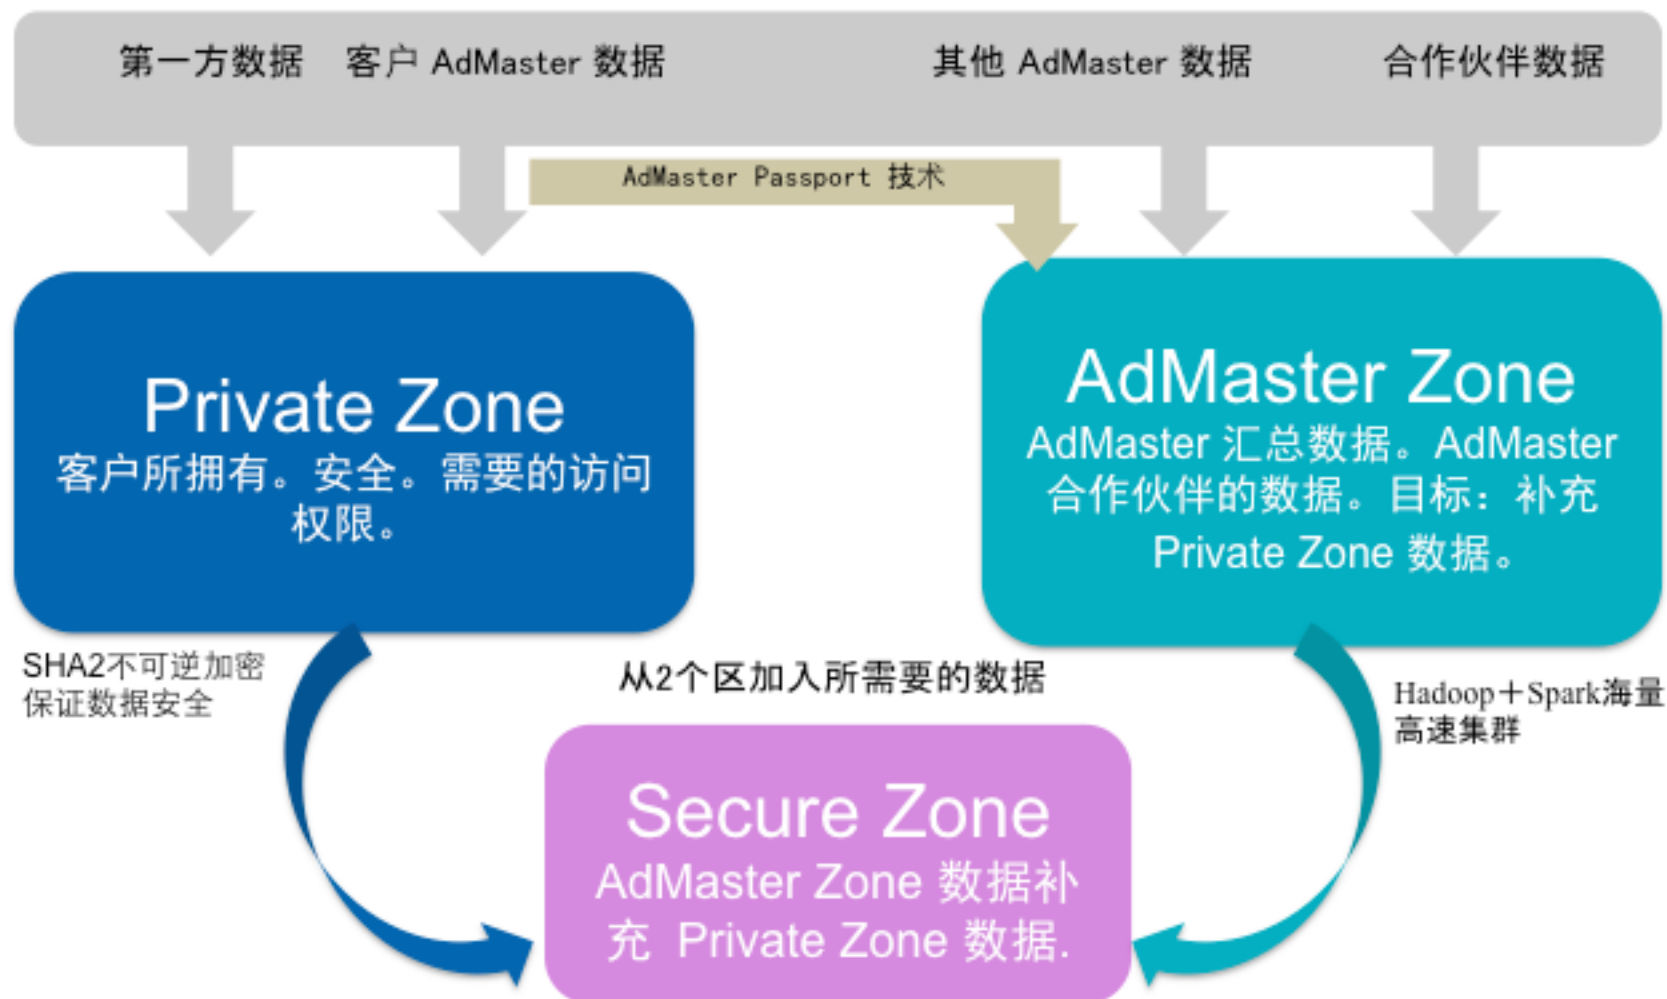 第一方数据 客户 AdMaster 数据 其他 AdMaster 数据 合作伙伴数据
AdMaster Passport 技术
Private Zone
客户所拥有。安全。需要的访问
权限。
AdMaster Zone
AdMaster 汇总数据。AdMaster
合作伙伴的数据。目标：补充
Private Zone 数据。
SHA2不可逆加密
保证数据安全
从2个区加入所需要的数据
Hadoop＋Spark海量
高速集群
Secure Zone
AdMaster Zone 数据补
充 Private Zone 数据.